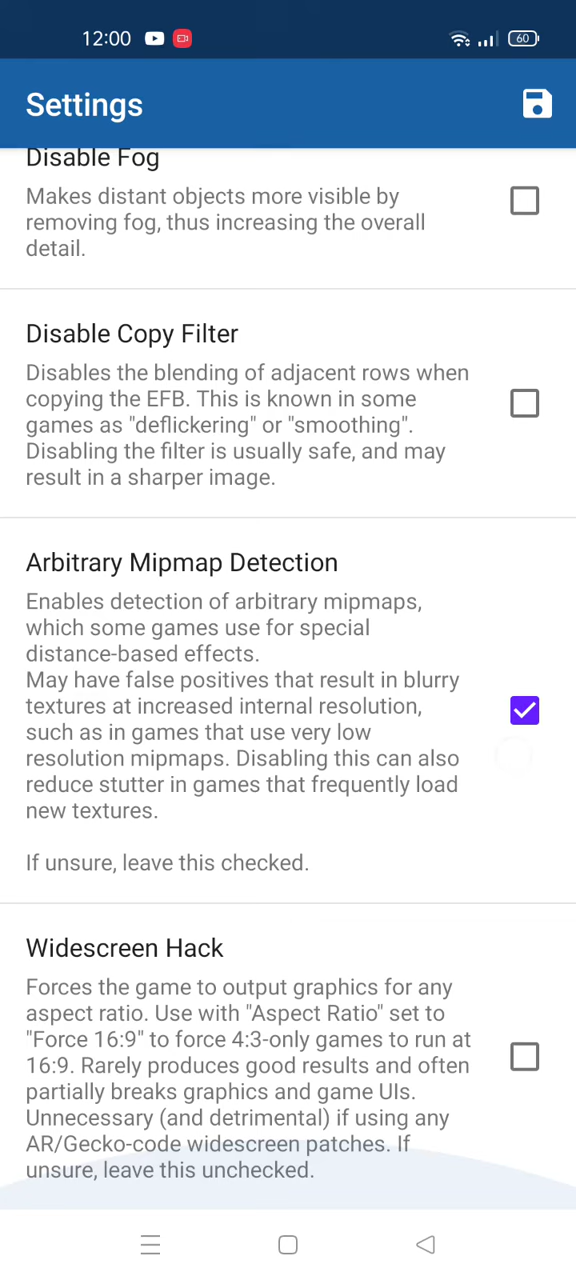 12:00
60
Settings
Disable Fog
Makes distant objects more visible by
removing fog, thus increasing the overall
detail.
Disable Copy Filter
Disables the blending of adjacent rows when
copying the EFB. This is known in some
games as "deflickering" or "smoothing".
Disabling the filter is usually safe, and may
result in a sharper image.
Arbitrary Mipmap Detection
Enables detection of arbitrary mipmaps,
which some games use for special
distance-based effects.
May have false positives that result in blurry
textures at increased internal resolution,
such as in games that use very low
resolution mipmaps. Disabling this can also
reduce stutter in games that frequently load
new textures.
If unsure, leave this checked.
Widescreen Hack
Forces the game to output graphics for any
aspect ratio. Use with "Aspect Ratio" set to
"Force 16:9" to force 4:3-only games to run at
16:9. Rarely produces good results and often
partially breaks graphics and game UIs.
Unnecessary (and detrimental) if using any
AR/Gecko-code widescreen patches. If
unsure, leave this unchecked.